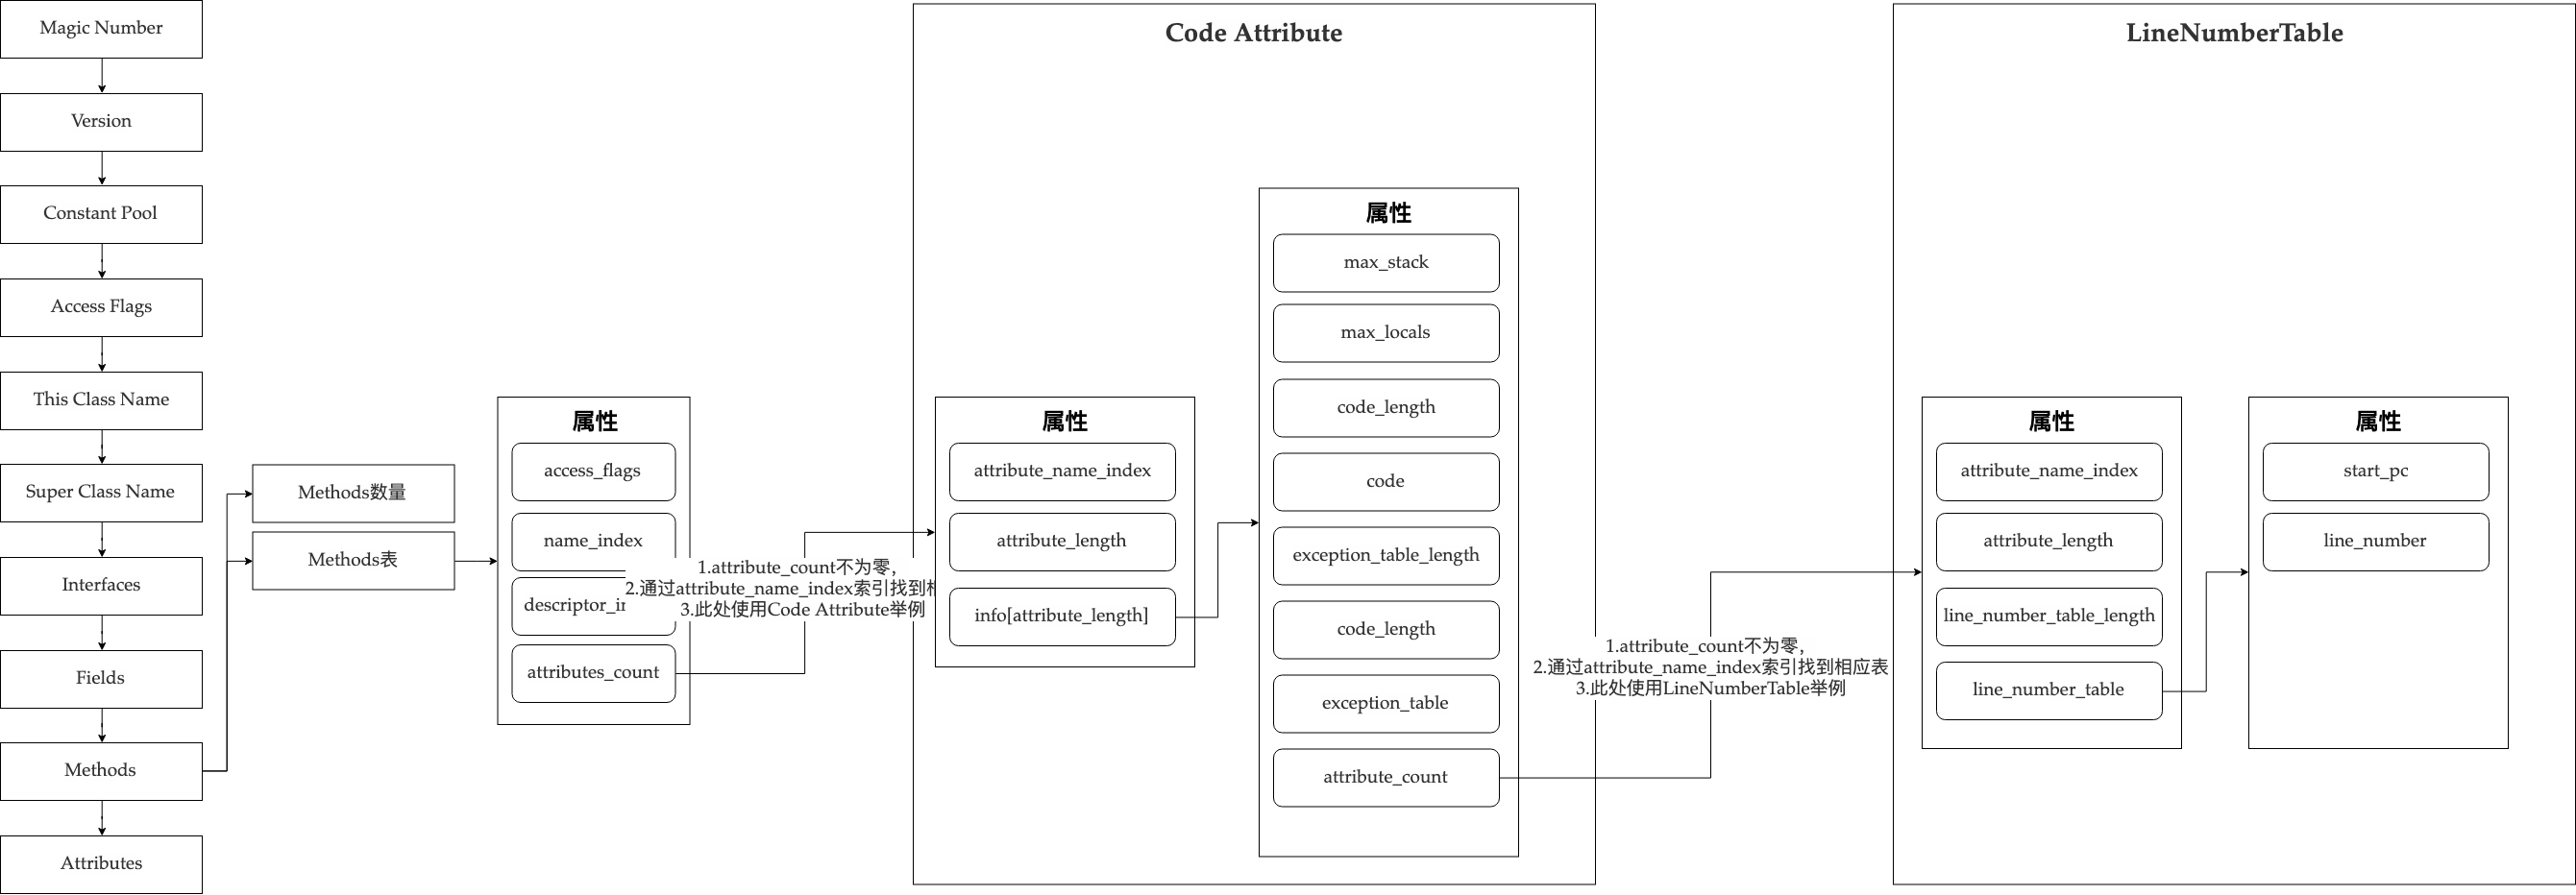 Magic Number
Version
Constant Pool
Access Flags
This Class Name
Super Class Name
Interfaces
Fields
Methods
Attributes
Methods数量
Methods表
属性
access_flags
name_index
attributes_count
1.attribute_count不为零，
2.通过attribute_name_index索引找到
3.此处使用Code Attribute举例
Code Attribute
属性
attribute_name_index
attribute_length
info[attribute_length]
属性
max_stack
max_locals
code_length
code
exception_table_length
code_length
exception_table
attribute_count
1.attribute_count不为零，
2.通过attribute_name_index索引找到相应表
3.此处使用LineNumberTable举例
LineNumberTable
属性
attribute_name_index
attribute_length
line_number_table_length
line_number_table
属性
start_pc
line_number